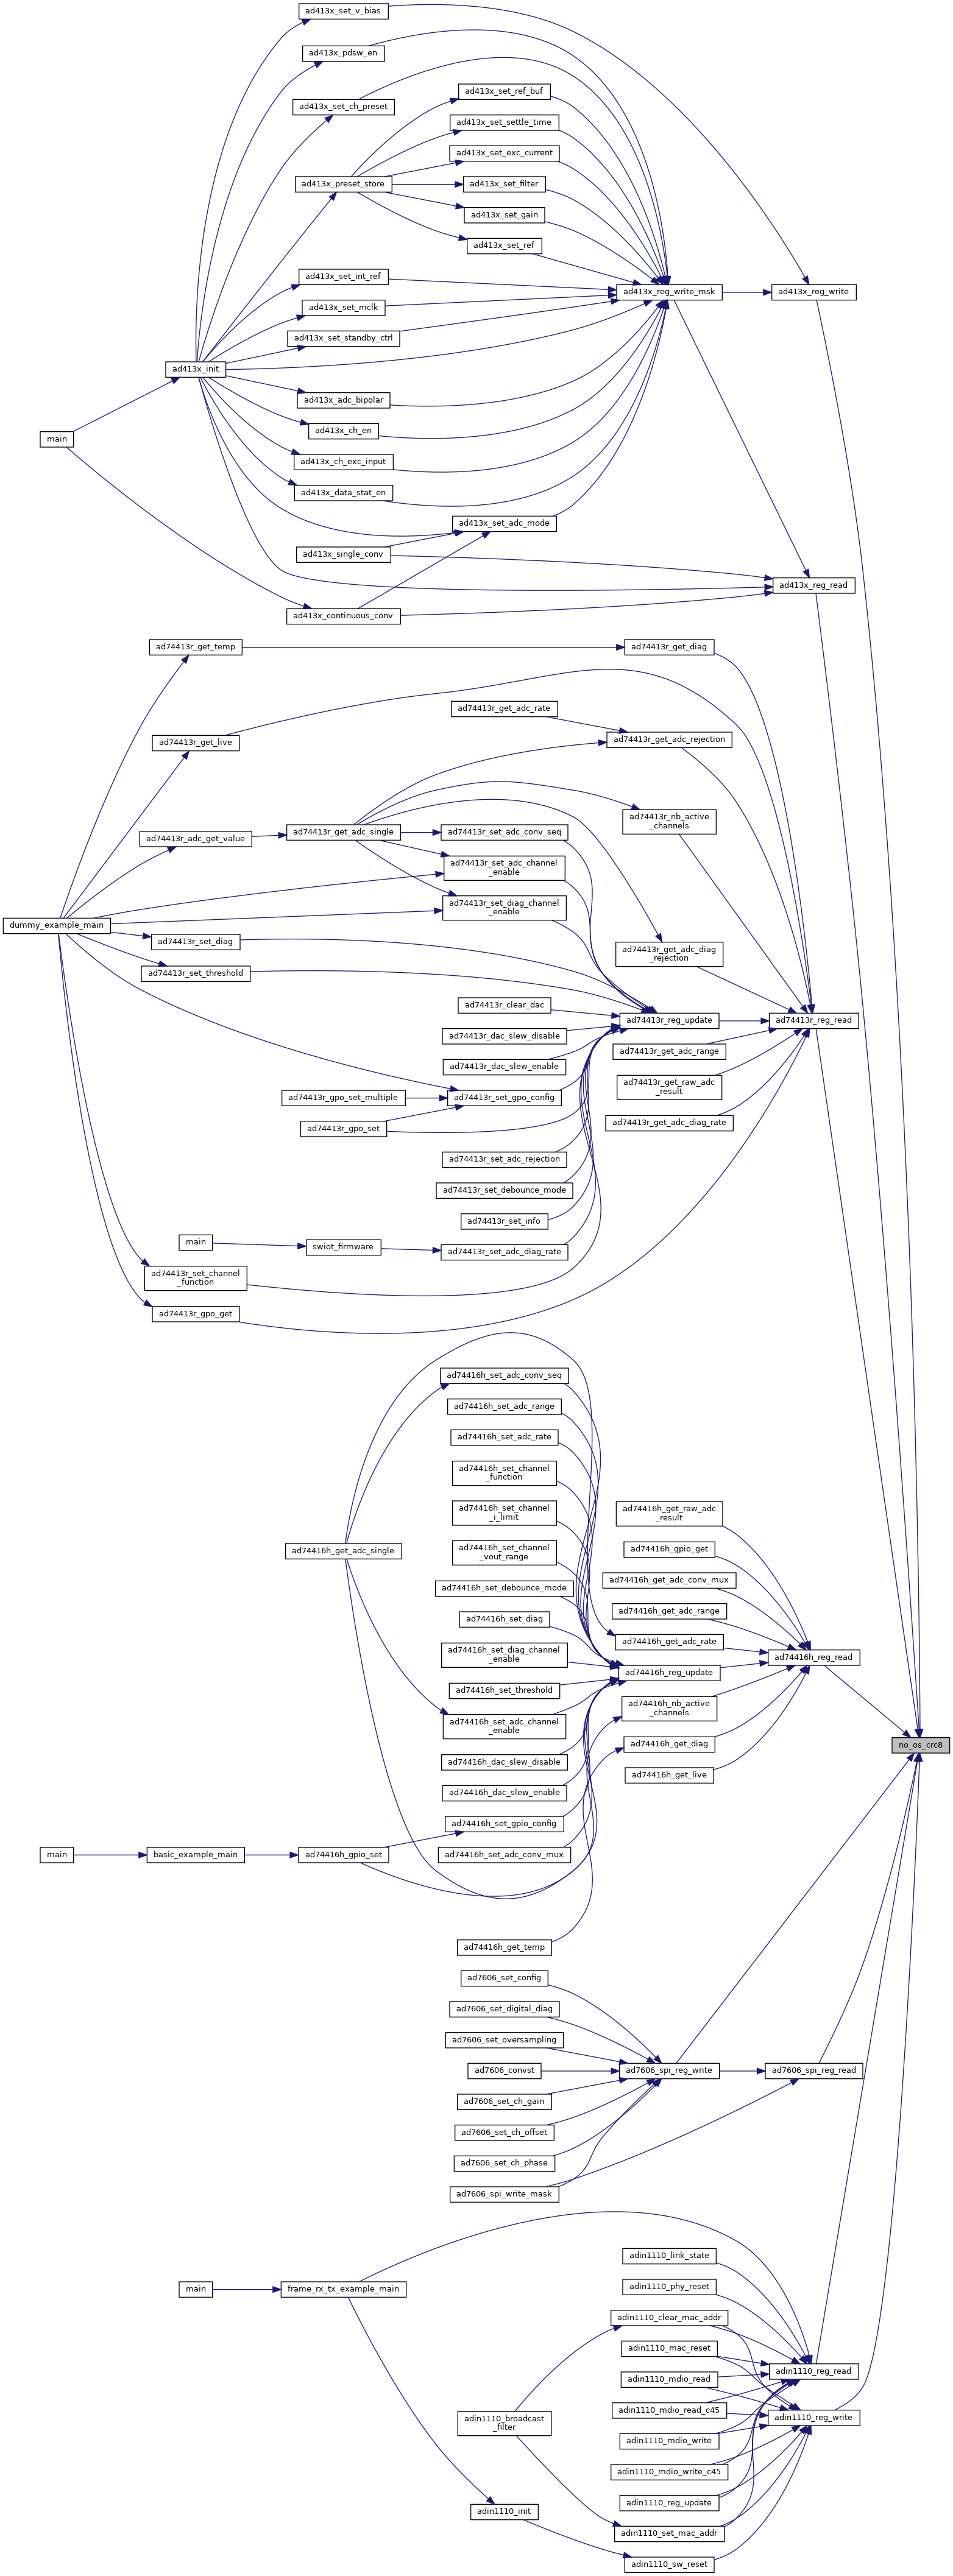 ad413x_set_v_bias
ad413x_pdsw_en
ad413x_set_ref_buf
ad413x_set_ch_preset
ad413x_set_settle_time
ad413x_set_exc_current
ad413x_preset_store
ad413x_set_filter
ad413x_set_gain
ad413x_set_ref
ad413x_set_int_ref
ad413x_reg_write_msk
ad413x_reg_write
ad413x_set_mclk
ad413x_set_standby_ctrl
ad413x_init
ad413x_adc_bipolar
ad413x_ch_en
main
ad413x_ch_exc_input
ad413x_data_stat_en
ad413x_set_adc_mode
ad413x_single_conv
ad413x_reg_read
ad413x_continuous_conv
ad74413r_get_temp
ad74413r_get_diag
ad74413r_get_adc_rate
ad74413r_get_live
ad74413r_get_adc_rejection
ad74413r_nb_active
_channels
ad74413r_adc_get_value
ad74413r_get_adc_single
ad74413r_set_adc_conv_seq
ad74413r_set_adc_channel
_enable
ad74413r_set_diag_channel
_enable
dummy_example_main
ad74413r_set_diag
ad74413r_get_adc_diag
_rejection
ad74413r_set_threshold
ad74413r_clear_dac
ad74413r_reg_update
ad74413r_reg_read
ad74413r_dac_slew_disable
ad74413r_get_adc_range
ad74413r_dac_slew_enable
ad74413r_get_raw_adc
_result
ad74413r_gpo_set_multiple
ad74413r_set_gpo_config
ad74413r_gpo_set
ad74413r_get_adc_diag_rate
ad74413r_set_adc_rejection
ad74413r_set_debounce_mode
ad74413r_set_info
main
swiot_firmware
ad74413r_set_adc_diag_rate
ad74413r_set_channel
_function
ad74413r_gpo_get
ad74416h_set_adc_conv_seq
ad74416h_set_adc_range
ad74416h_set_adc_rate
ad74416h_set_channel
_function
ad74416h_set_channel
_i_limit
ad74416h_get_raw_adc
_result
ad74416h_get_adc_single
ad74416h_set_channel
_vout_range
ad74416h_gpio_get
ad74416h_get_adc_conv_mux
ad74416h_set_debounce_mode
ad74416h_get_adc_range
ad74416h_set_diag
ad74416h_get_adc_rate
ad74416h_set_diag_channel
_enable
ad74416h_reg_read
ad74416h_reg_update
ad74416h_set_threshold
ad74416h_nb_active
_channels
ad74416h_set_adc_channel
_enable
ad74416h_get_diag
no_os_crc8
ad74416h_dac_slew_disable
ad74416h_get_live
ad74416h_dac_slew_enable
ad74416h_set_gpio_config
main
basic_example_main
ad74416h_gpio_set
ad74416h_set_adc_conv_mux
ad74416h_get_temp
ad7606_set_config
ad7606_set_digital_diag
ad7606_set_oversampling
ad7606_convst
ad7606_spi_reg_write
ad7606_spi_reg_read
ad7606_set_ch_gain
ad7606_set_ch_offset
ad7606_set_ch_phase
ad7606_spi_write_mask
adin1110_link_state
main
frame_rx_tx_example_main
adin1110_phy_reset
adin1110_clear_mac_addr
adin1110_mac_reset
adin1110_reg_read
adin1110_mdio_read
adin1110_mdio_read_c45
adin1110_reg_write
adin1110_broadcast
_filter
adin1110_mdio_write
adin1110_mdio_write_c45
adin1110_reg_update
adin1110_init
adin1110_set_mac_addr
adin1110_sw_reset